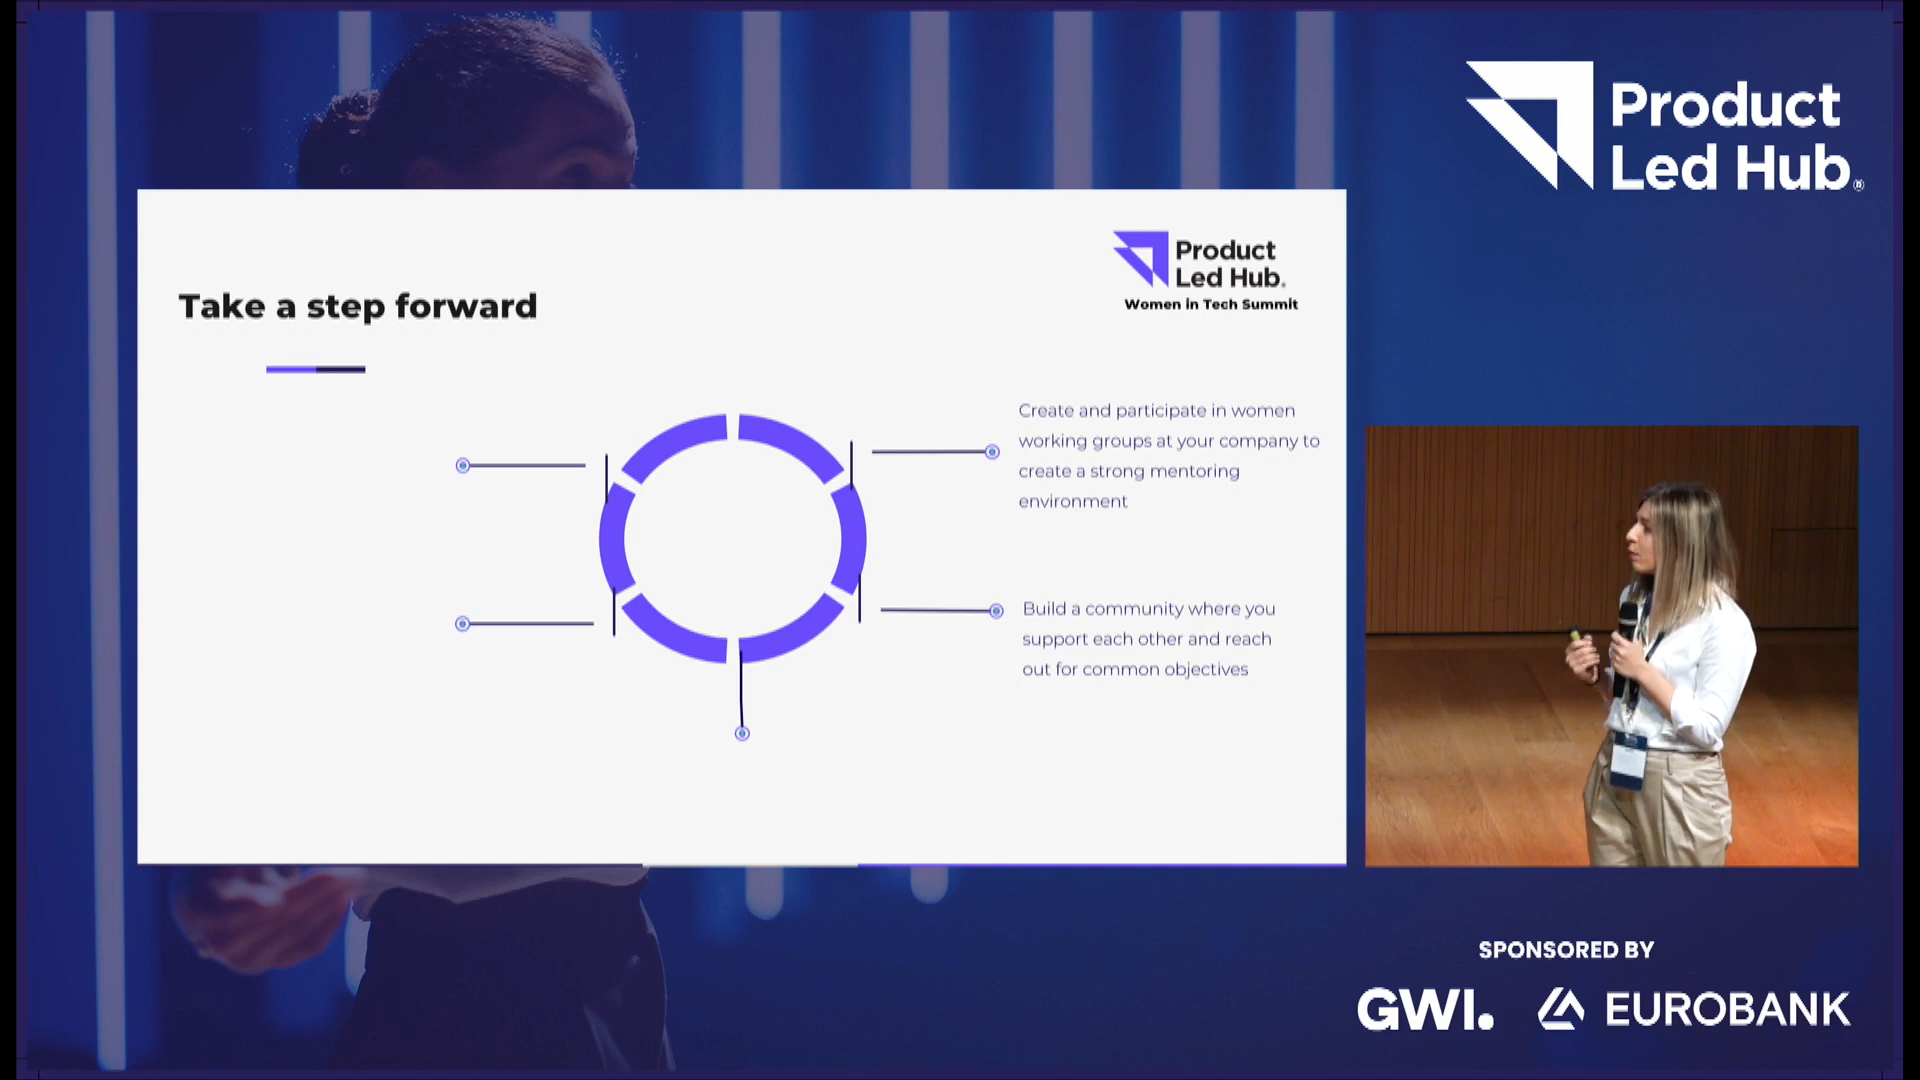 Product
Led Hub®
Product
Led Hub.
Women in Tech Summit
Take a step forward
Create and participate in women
working groups at your company to
create a strong mentoring
environment
Build a community where you
support each other and reach
out for common objectives
SPONSORED BY
GWI.
EUROBANK